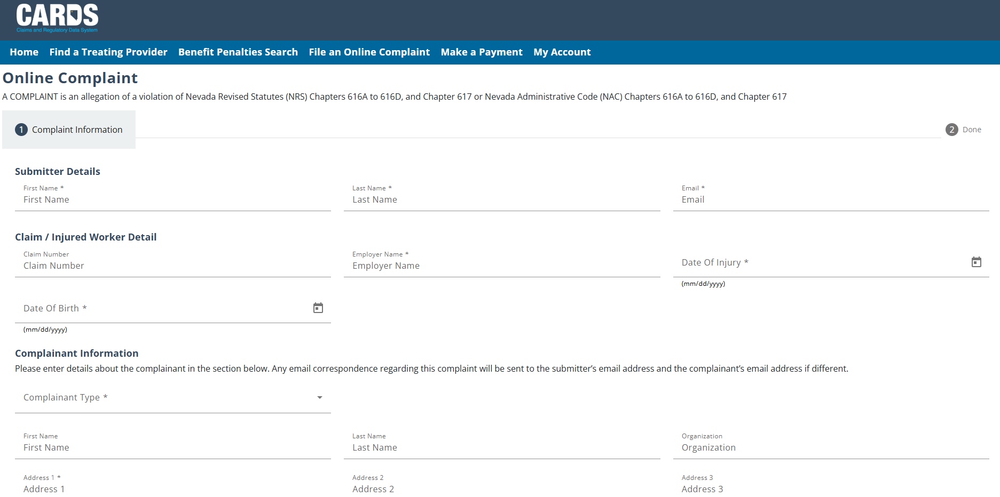 CARDS
Claims and Regulatory Data System
Home Find a Treating Provider Benefit Penalties Search File an Online Complaint Make a Payment My Account
Online Complaint
A COMPLAINT is an allegation of a violation of Nevada Revised Statutes (NRS) Chapters 616A to 616D, and Chapter 617 or Nevada Administrative Code (NAC) Chapters 616A to 616D, and Chapter 617
1 Complaint Information 2 Done
Submitter Details
First Name * Last Name * Email *
First Name Last Name Email
Claim / Injured Worker Detail
Claim Number Employer Name *
Claim Number Employer Name Date Of Injury *
(mm/dd/yyyy)
Date Of Birth *
(mm/dd/yyyy)
Complainant Information
Please enter details about the complainant in the section below. Any email correspondence regarding this complaint will be sent to the submitter’s email address and the complainant’s email address if different.
Complainant Type *
First Name Last Name Organization
First Name Last Name Organization
Address 1 * Address 2 Address 3
Address 1 Address 2 Address 3